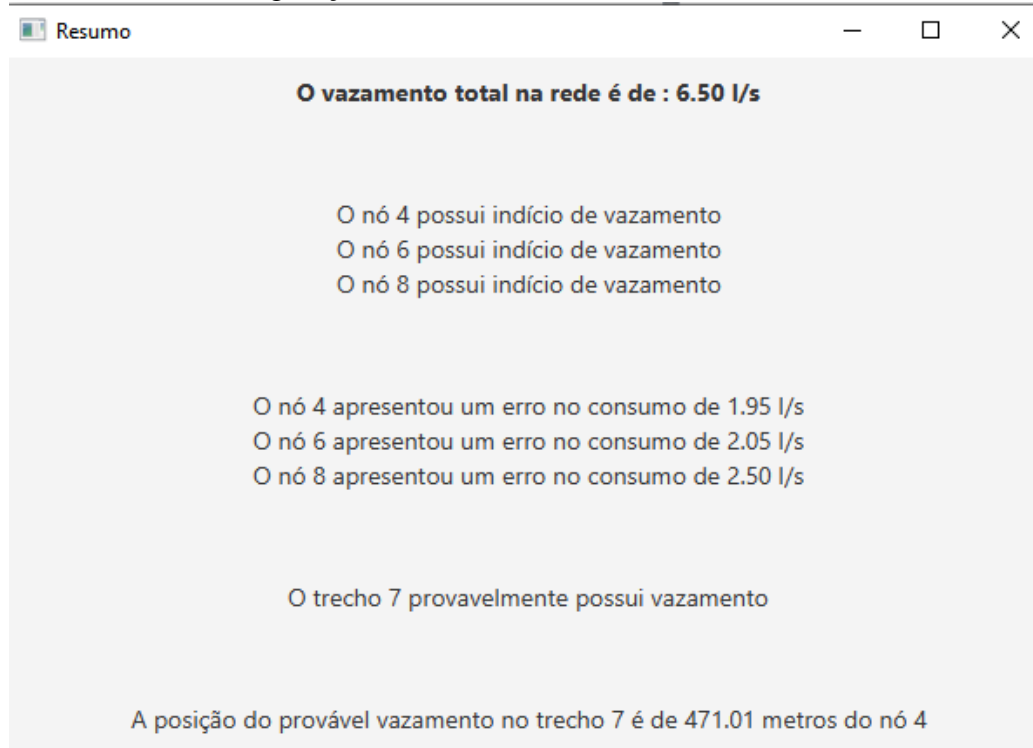 Resumo
O vazamento total na rede é de : 6.50 l/s
O nó 4 possui indício de vazamento
O nó 6 possui indício de vazamento
O nó 8 possui indício de vazamento
O nó 4 apresentou um erro no consumo de 1.95 l/s
O nó 6 apresentou um erro no consumo de 2.05 l/s
O nó 8 apresentou um erro no consumo de 2.50 l/s
O trecho 7 provavelmente possui vazamento
A posição do provável vazamento no trecho 7 é de 471.01 metros do nó 4